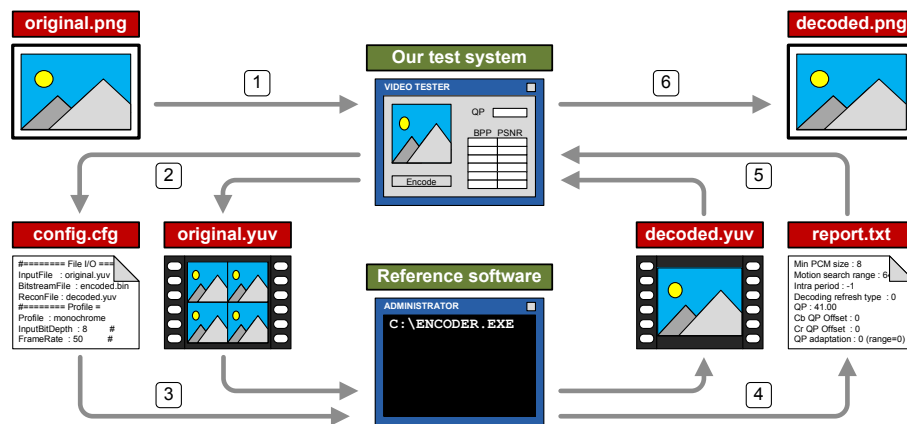 original.png
decoded.png
Our test system
1
6
VIDEO TESTER
QP
BPP PSNR
Encode
2
5
config.cfg
original.yuv
decoded.yuv
report.txt
#======== File I/O ===
InputFile : original.yuv
BitstreamFile : encoded.bin
ReconFile : decoded.yuv
#======== Profile =
Profile : monochrome
InputBitDepth : 8 #
FrameRate : 50 #
Reference software
ADMINISTRATOR
C:\ENCODER.EXE
Min PCM size : 8
Motion search range : 64
Intra period : -1
Decoding refresh type : 0
QP : 41.00
Cb QP Offset : 0
Cr QP Offset : 0
QP adaptation : 0 (range=0)
3
4